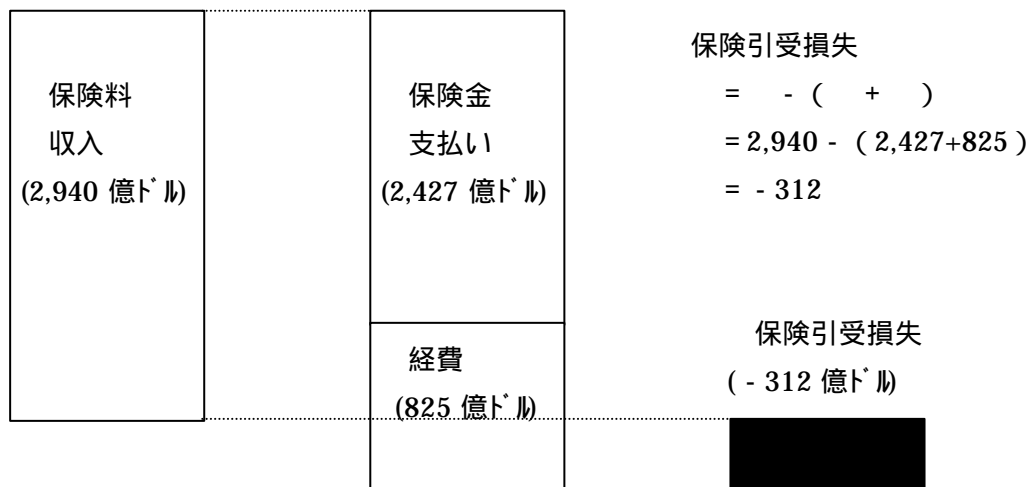 保険料
収入
(2,940 億ﾄﾞﾙ)
保険金
支払い
(2,427 億ﾄﾞﾙ)
経費
(825 億ﾄﾞﾙ)
保険引受損失
= - ( + )
= 2,940 - ( 2,427+825 )
= - 312
保険引受損失
( - 312 億ﾄﾞﾙ)